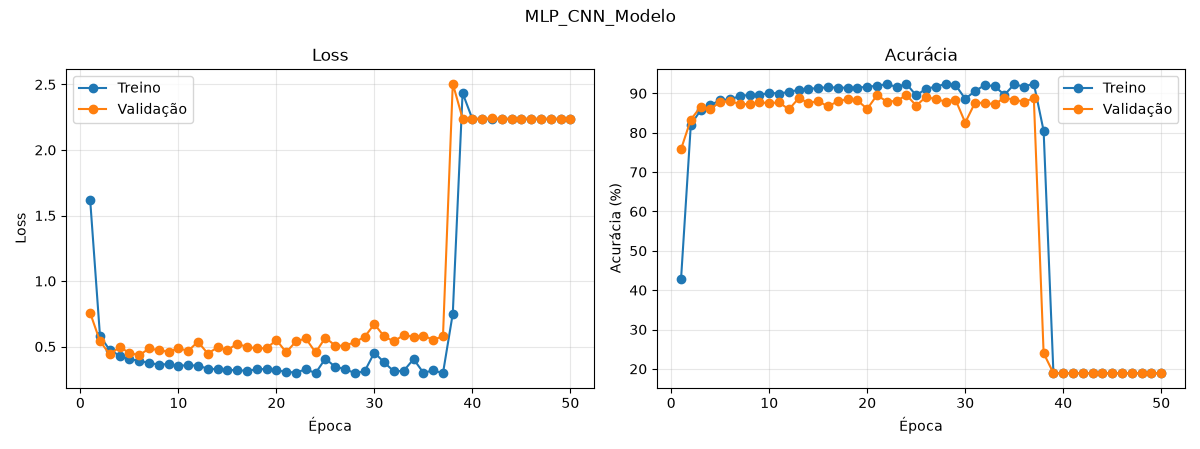 MLP_CNN_Modelo
Loss
Treino
Validação
Loss
2.5
2.0
1.5
1.0
0.5
0 10 20 30 40 50
Época
Acurácia
Treino
Validação
Acurácia (%)
90
80
70
60
50
40
30
20
0 10 20 30 40 50
Época